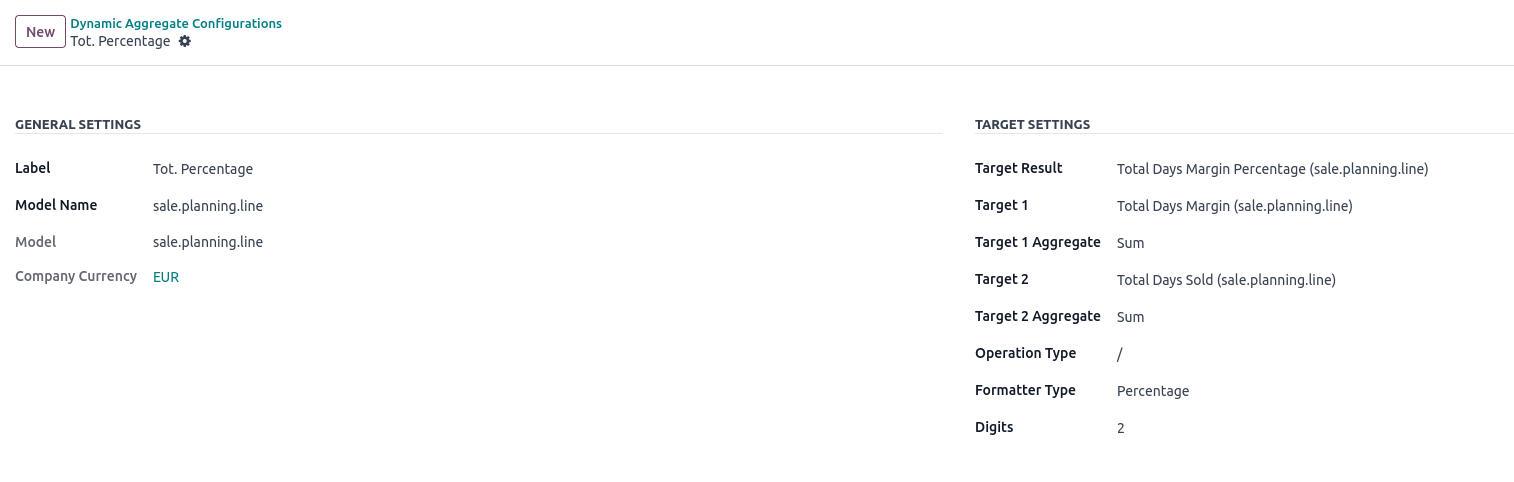 New
Dynamic Aggregate Configurations
Tot. Percentage
GENERAL SETTINGS
Label Tot. Percentage
Model Name sale.planning.line
Model sale.planning.line
Company Currency EUR
TARGET SETTINGS
Target Result Total Days Margin Percentage (sale.planning.line)
Target 1 Total Days Margin (sale.planning.line)
Target 1 Aggregate Sum
Target 2 Total Days Sold (sale.planning.line)
Target 2 Aggregate Sum
Operation Type /
Formatter Type Percentage
Digits 2